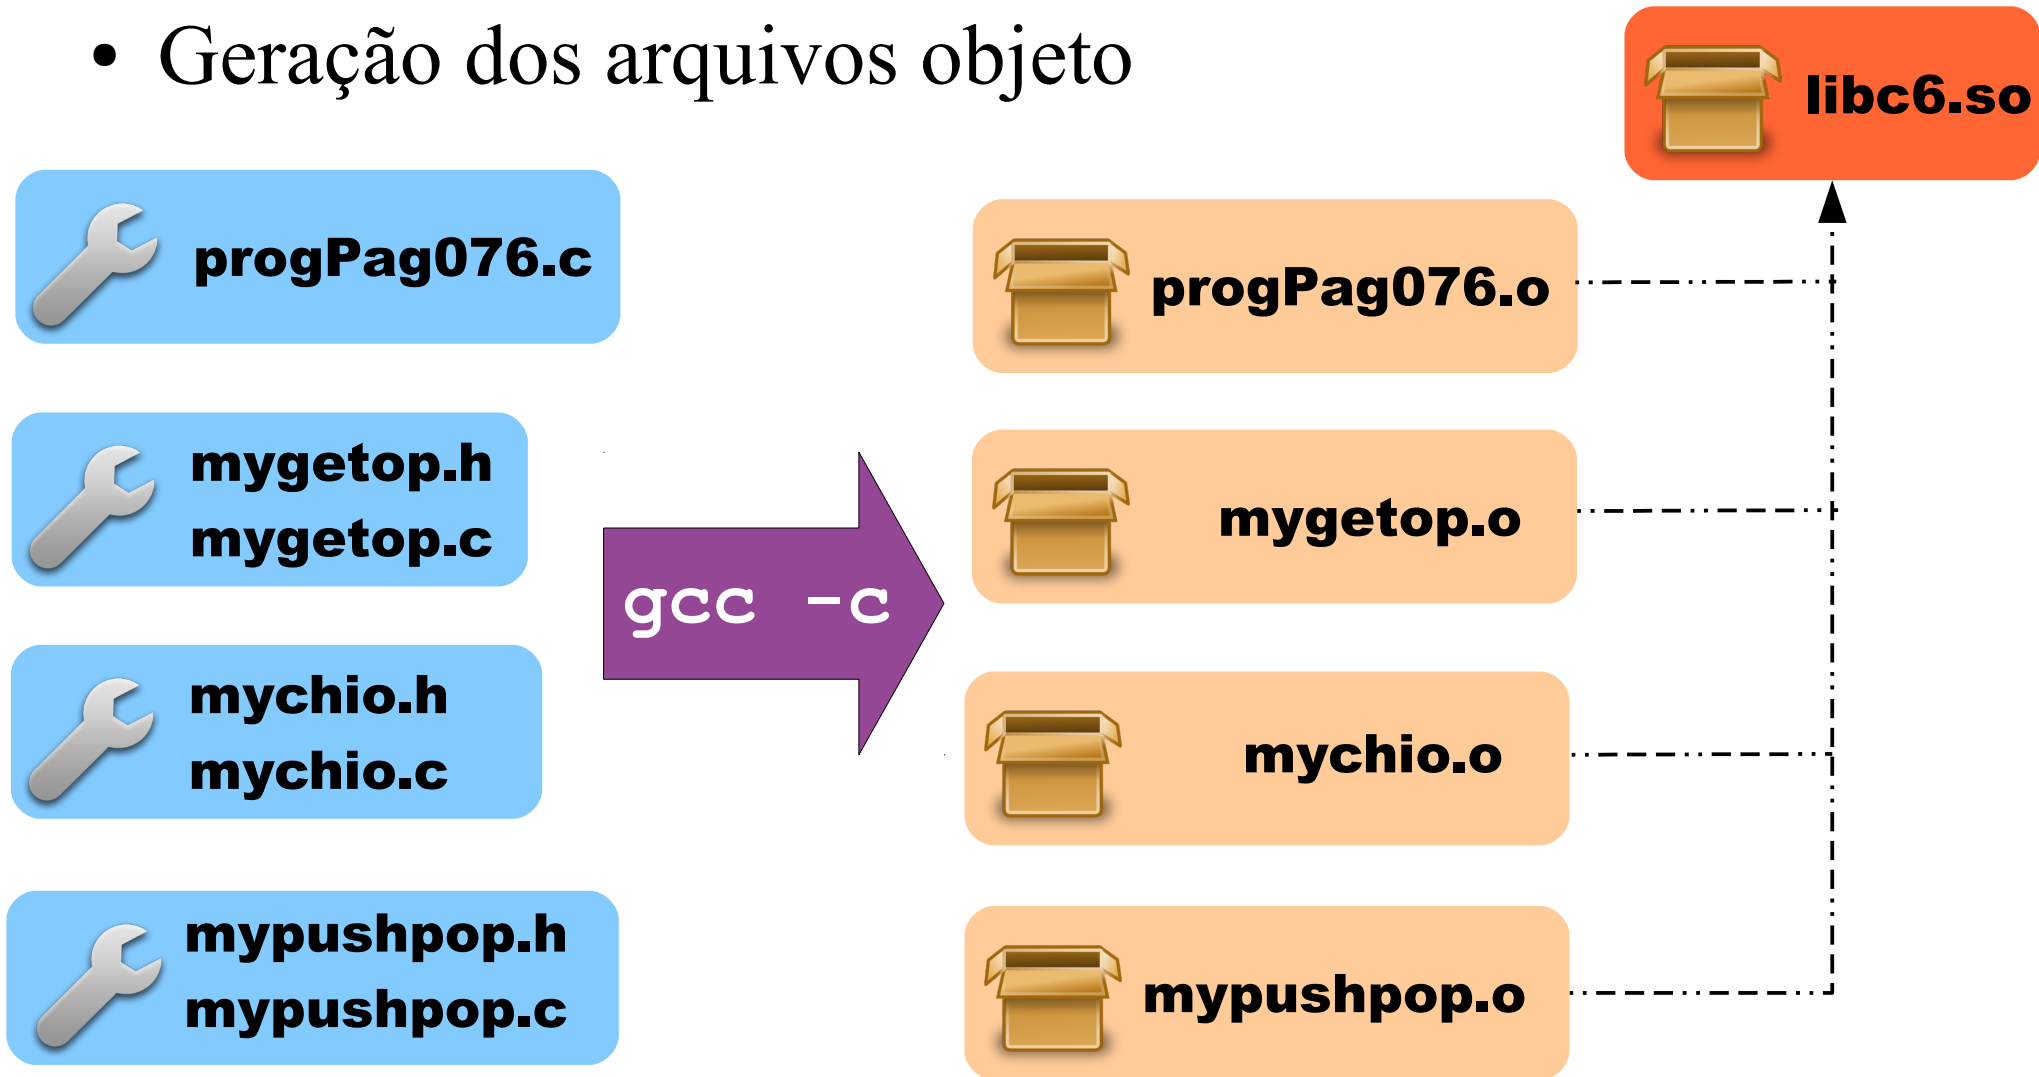 • Geração dos arquivos objeto
libc6.so
progPag076.c
progPag076.o
mygetop.h
mygetop.c
mygetop.o
gcc -c
mychio.h
mychio.c
mychio.o
mypushpop.h
mypushpop.c
mypushpop.o